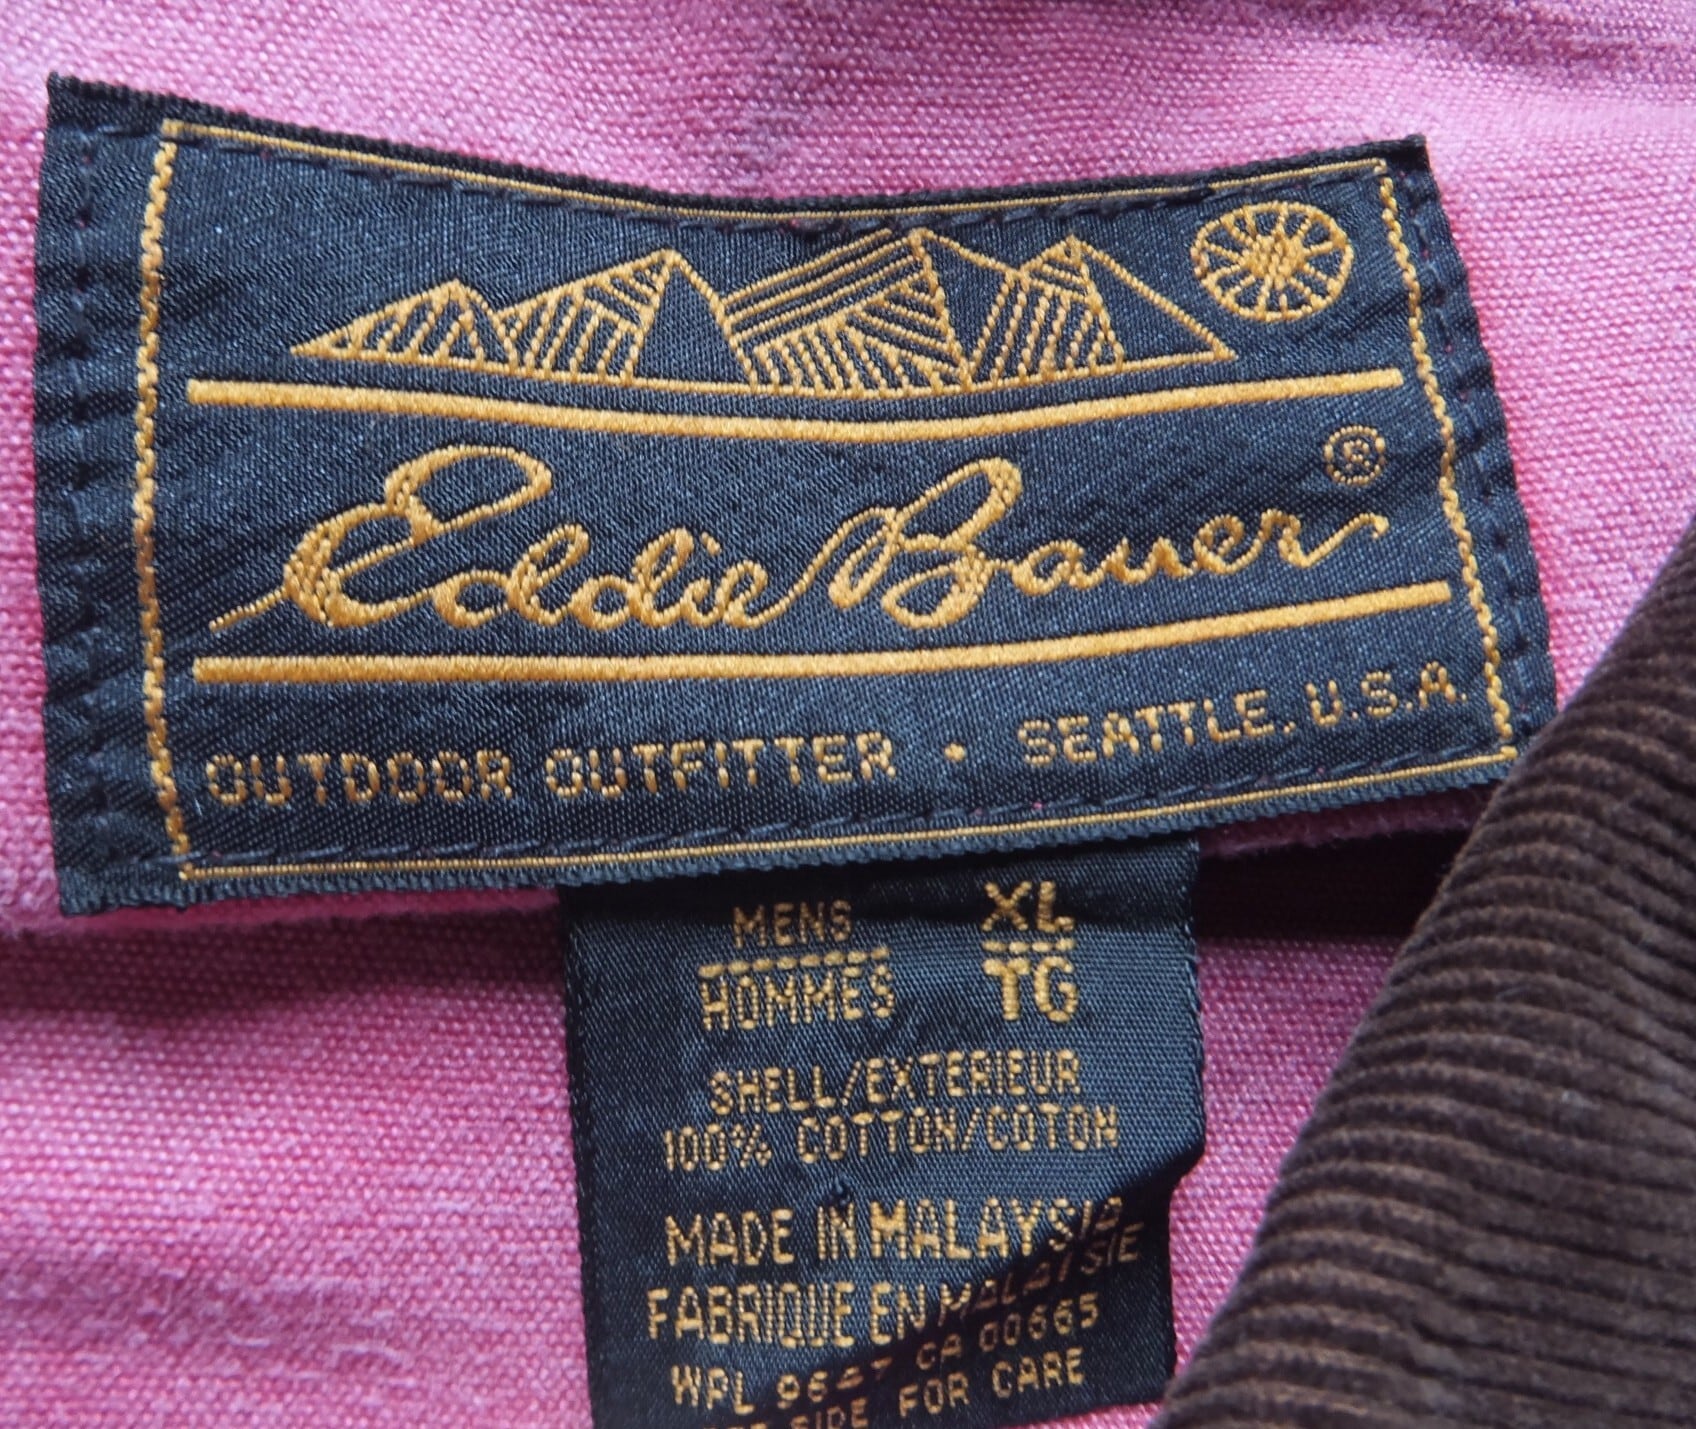 Eddie Bauer ®
OUTDOOR OUTFITTER • SEATTLE, U.S.A.
MENS XL
HOMMES TG
SHELL/EXTERIEUR
100% COTTON/COTON
MADE IN MALAYSIA
FABRIQUE EN MALAYSIE
WPL 9647 CA 00665
SIDE FOR CARE